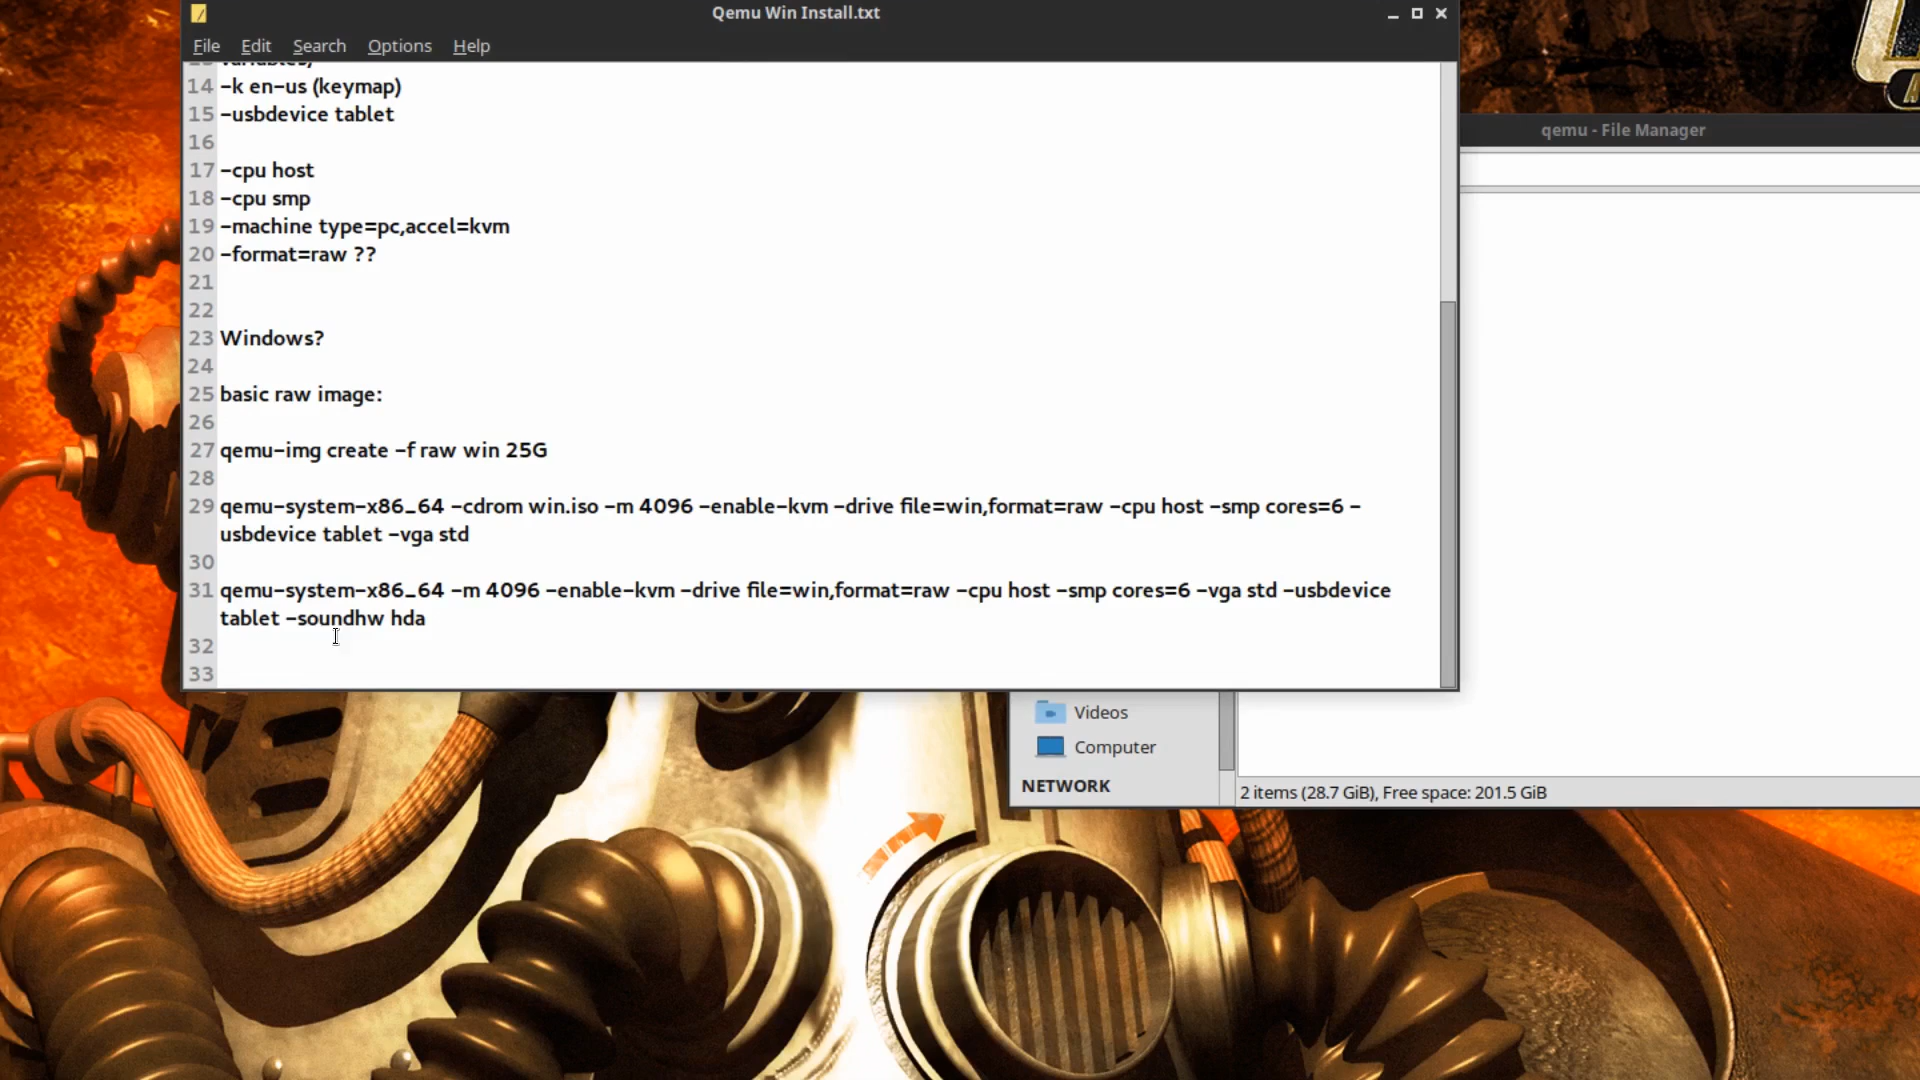 Qemu Win Install.txt
File Edit Search Options Help
14 -k en-us (keymap)
15 -usbdevice tablet
16
17 -cpu host
18 -cpu smp
19 -machine type=pc,accel=kvm
20 -format=raw ??
21
22
23 Windows?
24
25 basic raw image:
26
27 qemu-img create -f raw win 25G
28
29 qemu-system-x86_64 -cdrom win.iso -m 4096 -enable-kvm -drive file=win,format=raw -cpu host -smp cores=6 -
usbdevice tablet -vga std
30
31 qemu-system-x86_64 -m 4096 -enable-kvm -drive file=win,format=raw -cpu host -smp cores=6 -vga std -usbdevice
tablet -soundhw hda
32
33
qemu - File Manager
Videos
Computer
NETWORK
2 items (28.7 GiB), Free space: 201.5 GiB